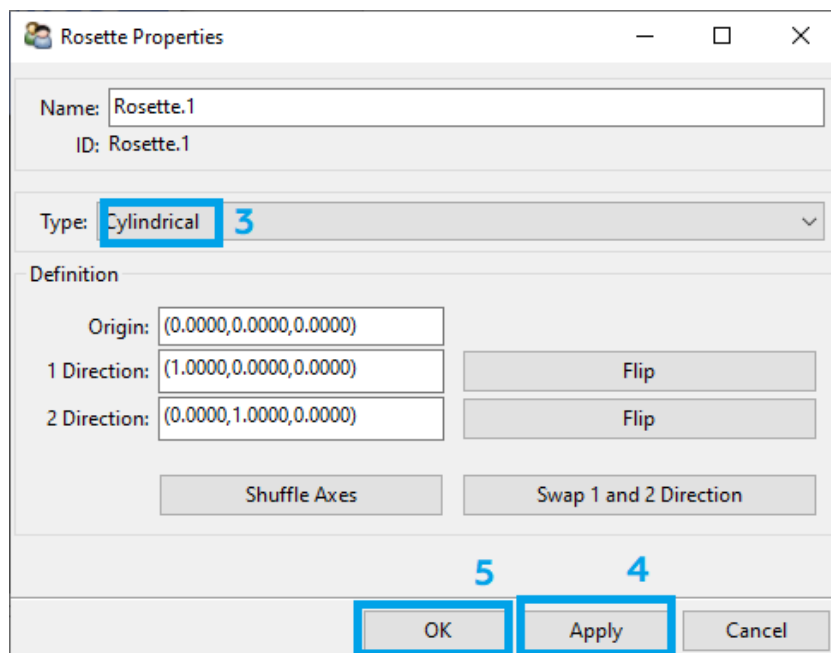 Rosette Properties
Name: Rosette.1
ID: Rosette.1
Type: Cylindrical 3
Definition
Origin: (0.0000,0.0000,0.0000)
1 Direction: (1.0000,0.0000,0.0000) Flip
2 Direction: (0.0000,1.0000,0.0000) Flip
Shuffle Axes Swap 1 and 2 Direction
5 4
OK Apply Cancel